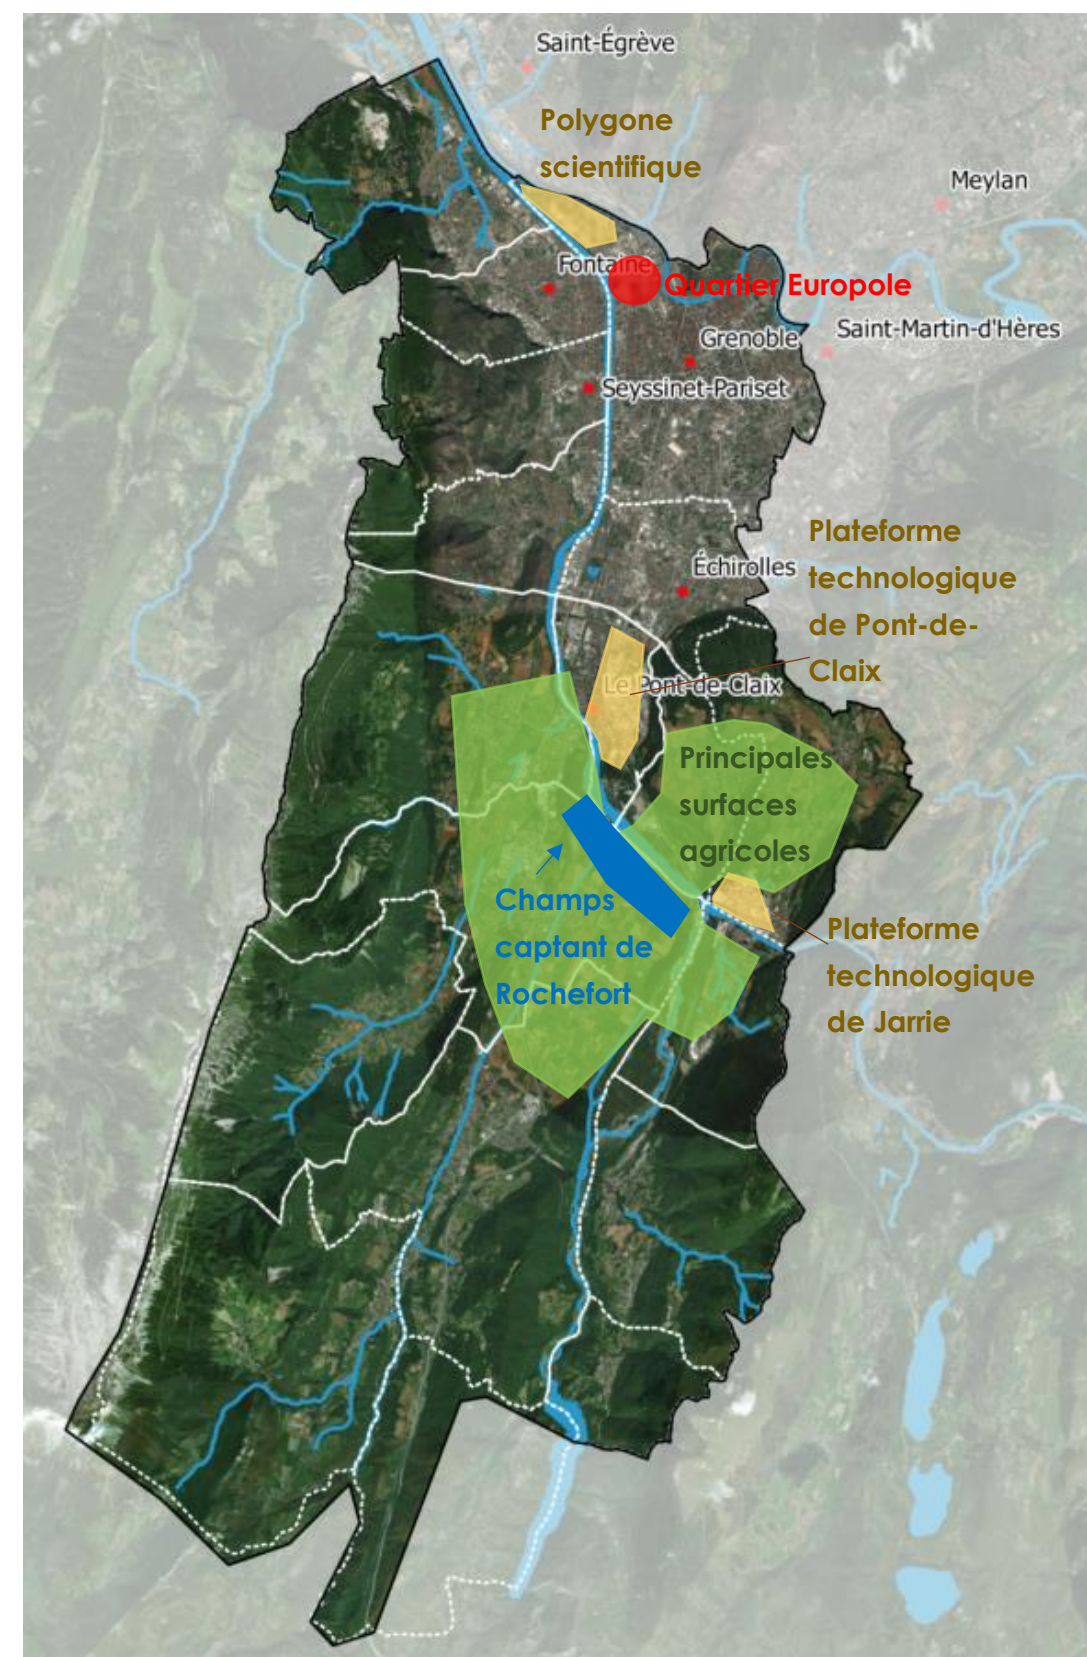 Saint-Égrève
Polygone
scientifique
Meylan
Fontaine
Quartier Europole
Saint-Martin-d'Hères
Grenoble
Seyssinet-Pariset
Plateforme
technologique
de Pont-de-
Claix
Échirolles
Le Pont-de-Claix
Principales
surfaces
agricoles
Champs
captant de
Rochefort
Plateforme
technologique
de Jarrie